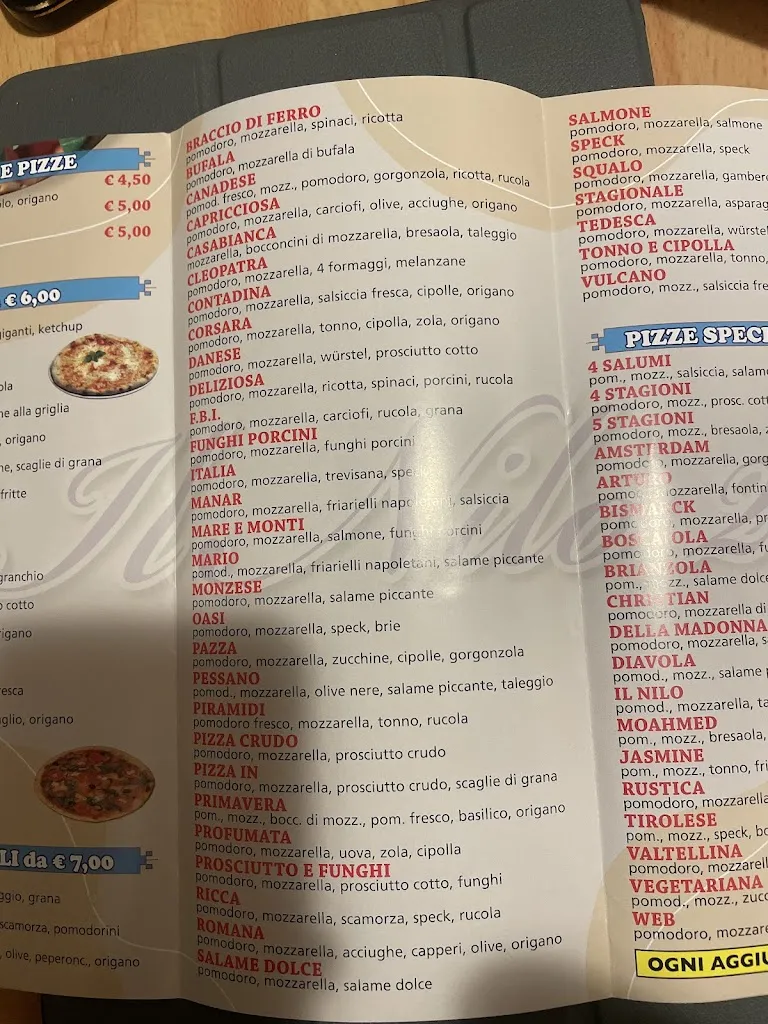 E PIZZE
€ 4,50
olo, origano
€ 5,00
€ 5,00
€ 6,00
giganti, ketchup
ola
ne alla griglia
, origano
ne, scaglie di grana
fritte
granchio
o cotto
rigano
resca
aglio, origano
LI da € 7,00
ggio, grana
scamorza, pomodorini
, olive, peperonc., origano
BRACCIO DI FERRO
pomodoro, mozzarella, spinaci, ricotta
BUFALA
pomodoro, mozzarella di bufala
CANADESE
pomod. fresco, mozz., pomodoro, gorgonzola, ricotta, rucola
CAPRICCIOSA
pomodoro, mozzarella, carciofi, olive, acciughe, origano
CASABIANCA
mozzarella, bocconcini di mozzarella, bresaola, taleggio
CLEOPATRA
pomodoro, mozzarella, 4 formaggi, melanzane
CONTADINA
pomodoro, mozzarella, salsiccia fresca, cipolle, origano
CORSARA
pomodoro, mozzarella, tonno, cipolla, zola, origano
DANESE
pomodoro, mozzarella, würstel, prosciutto cotto
DELIZIOSA
pomodoro, mozzarella, ricotta, spinaci, porcini, rucola
F.B.I.
pomodoro, mozzarella, carciofi, rucola, grana
FUNGHI PORCINI
pomodoro, mozzarella, funghi porcini
ITALIA
pomodoro, mozzarella, trevisana, spe
MANAR
pomodoro, mozzarella, friarielli napoletani, salsiccia
MARE E MONTI
pomodoro, mozzarella, salmone, funghi porcini
MARIO
pomod., mozzarella, friarielli napoletani, salame piccante
MONZESE
pomodoro, mozzarella, salame piccante
OASI
pomodoro, mozzarella, speck, brie
PAZZA
pomodoro, mozzarella, zucchine, cipolle, gorgonzola
PESSANO
pomod., mozzarella, olive nere, salame piccante, taleggio
PIRAMIDI
pomodoro fresco, mozzarella, tonno, rucola
PIZZA CRUDO
pomodoro, mozzarella, prosciutto crudo
PIZZA IN
pomodoro, mozzarella, prosciutto crudo, scaglie di grana
PRIMAVERA
pom., mozz., bocc. di mozz., pom. fresco, basilico, origano
PROFUMATA
pomodoro, mozzarella, uova, zola, cipolla
PROSCIUTTO E FUNGHI
pomodoro, mozzarella, prosciutto cotto, funghi
RICCA
pomodoro, mozzarella, scamorza, speck, rucola
ROMANA
pomodoro, mozzarella, acciughe, capperi, olive, origano
SALAME DOLCE
pomodoro, mozzarella, salame dolce
Il Nilo
SALMONE
pomodoro, mozzarella, salmone
SPECK
pomodoro, mozzarella, speck
SQUALO
pomodoro, mozzarella, gamber
STAGIONALE
pomodoro, mozzarella, asparag
TEDESCA
pomodoro, mozzarella, würstel
TONNO E CIPOLLA
pomodoro, mozzarella, tonno,
VULCANO
pomodoro, mozz., salsiccia fre
PIZZE SPECI
4 SALUMI
pom., mozz., salsiccia, salam
4 STAGIONI
pomodoro, mozz., prosc. cott
5 STAGIONI
pomodoro, mozz., bresaola, z
AMSTERDAM
pomodoro, mozzarella, gorg
ARTURO
pomodoro, mozzarella, fontin
BISMARCK
pomodoro, mozzarella, pr
BOSCAIOLA
pomodoro, mozzarella, fu
BRIANZOLA
pom., mozz., salame dolce
CHRISTIAN
pomodoro, mozzarella di
DELLA MADONNA
pomodoro, mozzarella, s
DIAVOLA
pomod., mozz., salame p
IL NILO
pomod., mozzarella, ta
MOAHMED
pom., mozz., bresaola,
JASMINE
pom., mozz., tonno, fri
RUSTICA
pomodoro, mozzarella
TIROLESE
pom., mozz., speck, bo
VALTELLINA
pomodoro, mozzarell
VEGETARIANA
pomod., mozz., zucc
WEB
pomodoro, mozzare
OGNI AGGIU